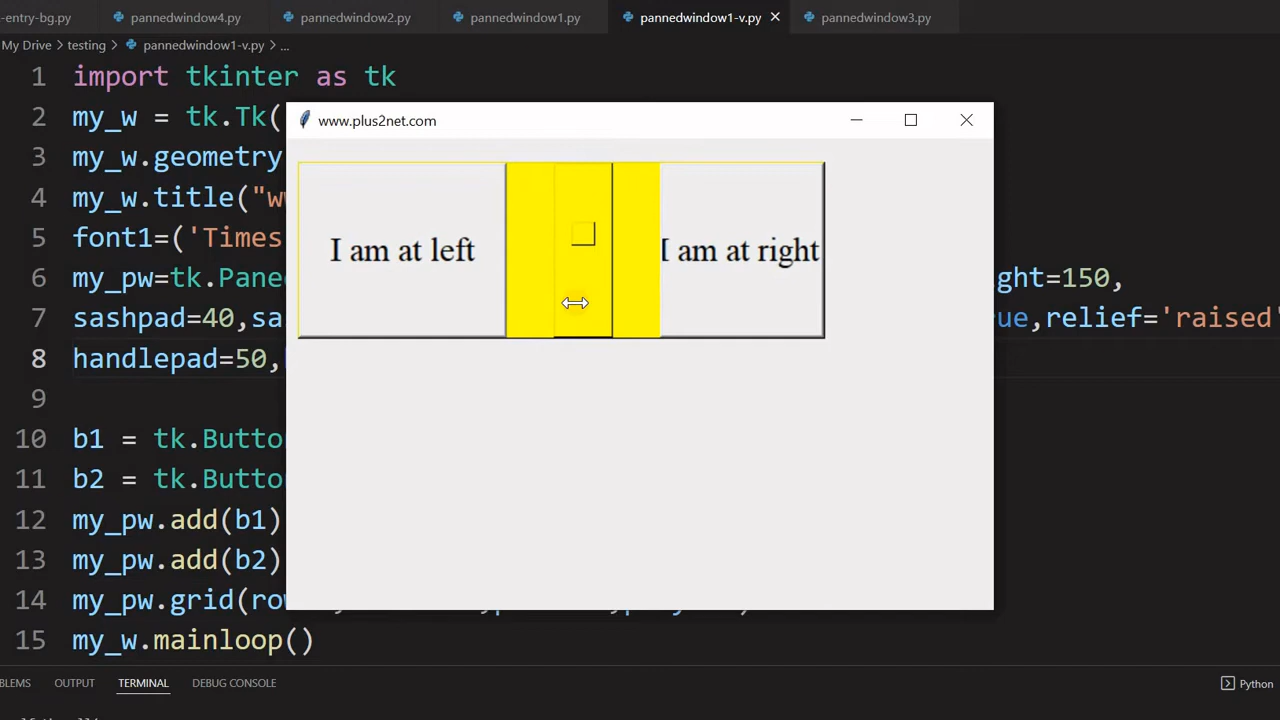 -entry-bg.py pannedwindow4.py pannedwindow2.py pannedwindow1.py pannedwindow1-v.py pannedwindow3.py
My Drive > testing > pannedwindow1-v.py > ...
1 import tkinter as tk
2 my_w = tk.Tk(
www.plus2net.com
3 my_w.geometry
4 my_w.title("w
5 font1=('Times
I am at left I am at right
6 my_pw=tk.Pane ght=150,
7 sashpad=40,sa ue,relief='raised'
8 handlepad=50,
9
10 b1 = tk.Butto
11 b2 = tk.Butto
12 my_pw.add(b1)
13 my_pw.add(b2)
14 my_pw.grid(ro
15 my_w.mainloop()
BLEMS OUTPUT TERMINAL DEBUG CONSOLE Python